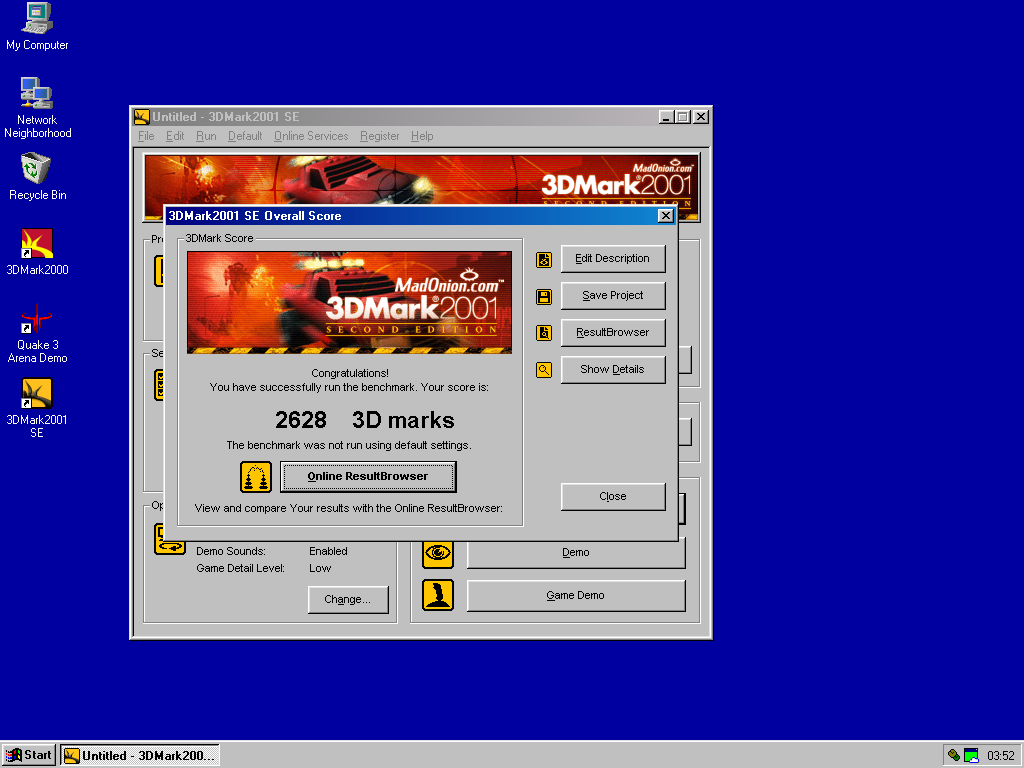 My Computer
Network
Neighborhood
Recycle Bin
3DMark2000
Quake 3
Arena Demo
3DMark2001
SE
Untitled - 3DMark2001 SE
File Edit Run Default Online Services Register Help
MadOnion.com
3DMark2001
SECOND EDITION
3DMark2001 SE Overall Score
3DMark Score
MadOnion.com™
3DMark2001
SECOND EDITION
Congratulations!
You have successfully run the benchmark. Your score is:
2628 3D marks
The benchmark was not run using default settings.
Online ResultBrowser
View and compare Your results with the Online ResultBrowser:
Edit Description
Save Project
ResultBrowser
Show Details
Close
Pr
Se
Op
Demo Sounds: Enabled
Game Detail Level: Low
Change...
Demo
Game Demo
Start
Untitled - 3DMark200...
03:52